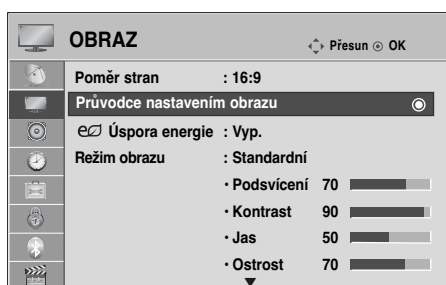 OBRAZ
Přesun OK
Poměr stran : 16:9
Průvodce nastavením obrazu
Úspora energie : Vyp.
Režim obrazu : Standardní
• Podsvícení 70
• Kontrast 90
• Jas 50
• Ostrost 70